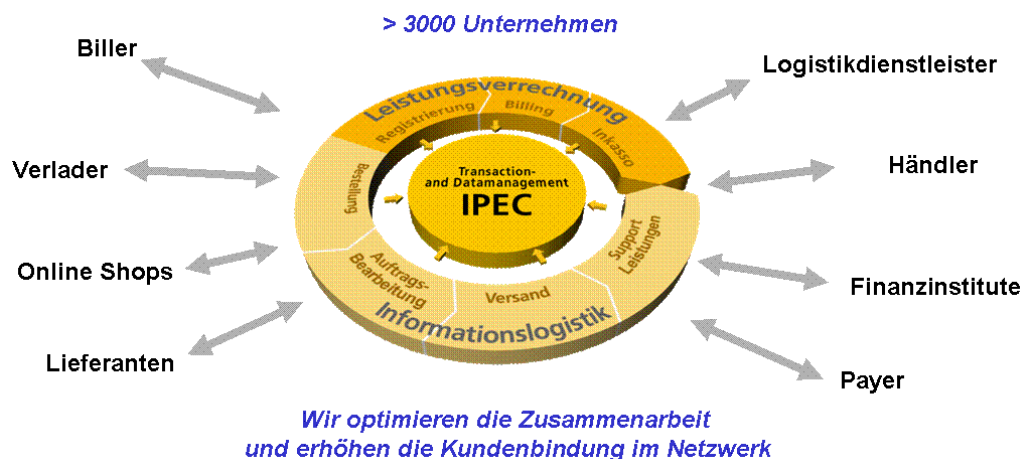 > 3000 Unternehmen
Biller
Logistikdienstleister
Verlader
Händler
Online Shops
Finanzinstitute
Lieferanten
Payer
Leistungsverrechnung
Registrierung
Billing
Inkasso
Bestellung
Transaction-
and Datamanagement
IPEC
Support
Leistungen
Auftrags-
Bearbeitung
Versand
Informationslogistik
Wir optimieren die Zusammenarbeit
und erhöhen die Kundenbindung im Netzwerk